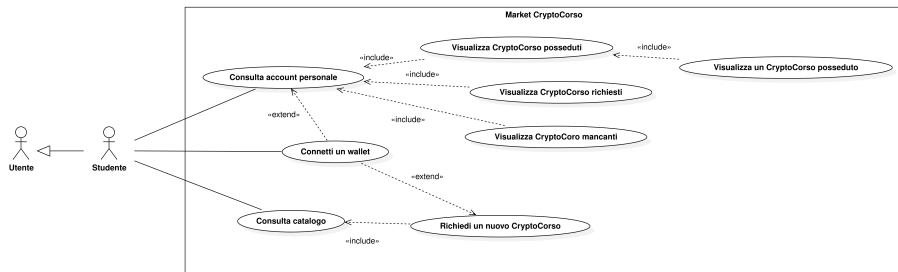 Market CryptoCorso
Visualizza CryptoCorso posseduti
«include»
«include»
Visualizza un CryptoCorso posseduto
Consulta account personale
«include»
Visualizza CryptoCorso richiesti
«extend»
«include»
Visualizza CryptoCoro mancanti
Utente
Studente
Connetti un wallet
«extend»
Consulta catalogo
Richiedi un nuovo CryptoCorso
«include»